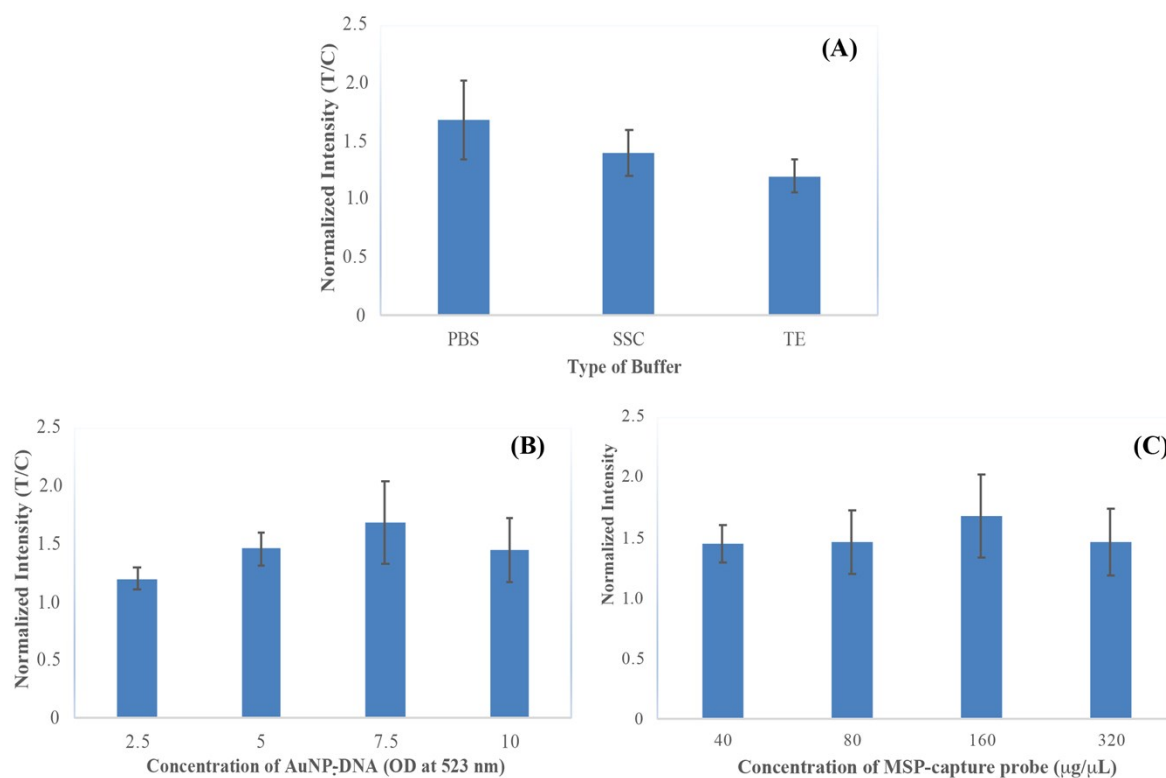 (A)
Normalized Intensity (T/C)
2.5
2.0
1.5
1.0
0.5
0
PBS SSC TE
Type of Buffer
(B)
Normalized Intensity (T/C)
2.5
2.0
1.5
1.0
0.5
0
2.5 5 7.5 10
Concentration of AuNP-DNA (OD at 523 nm)
(C)
Normalized Intensity
2.5
2.0
1.5
1.0
0.5
0
40 80 160 320
Concentration of MSP-capture probe (µg/µL)